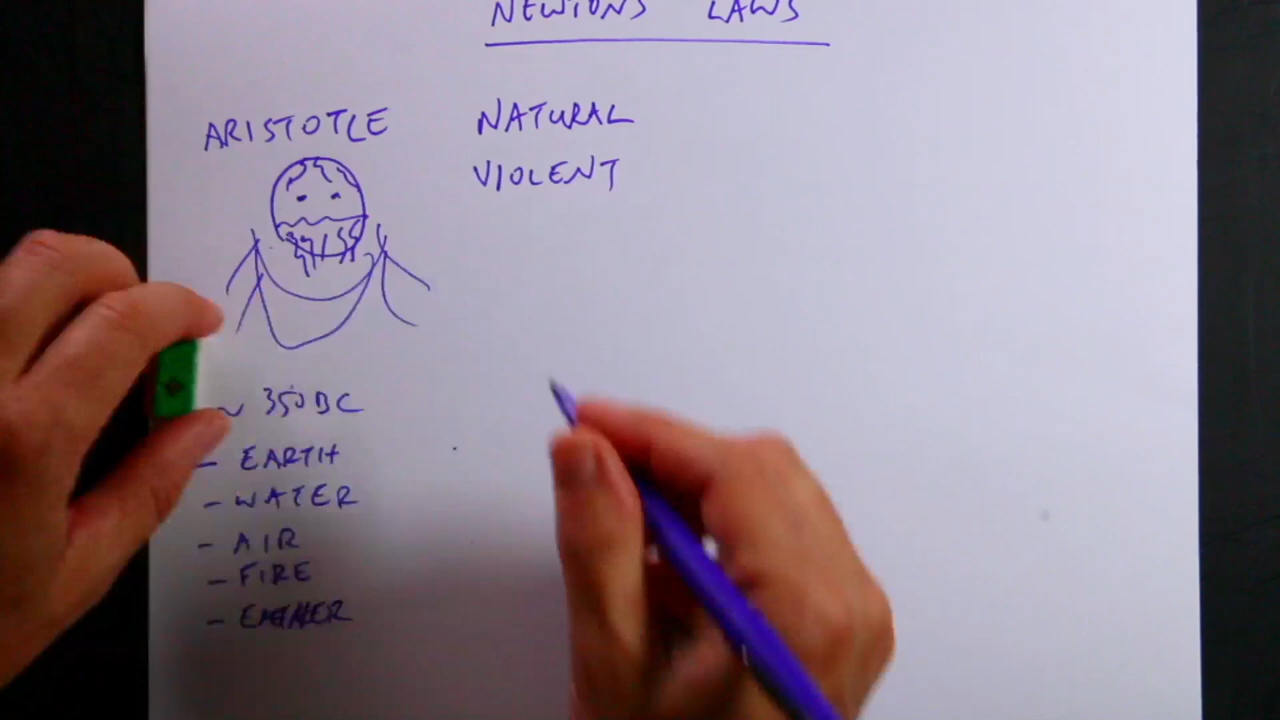 NEWTONS LAWS
ARISTOTLE
NATURAL
VIOLENT
~ 350BC
- EARTH
- WATER
- AIR
- FIRE
-